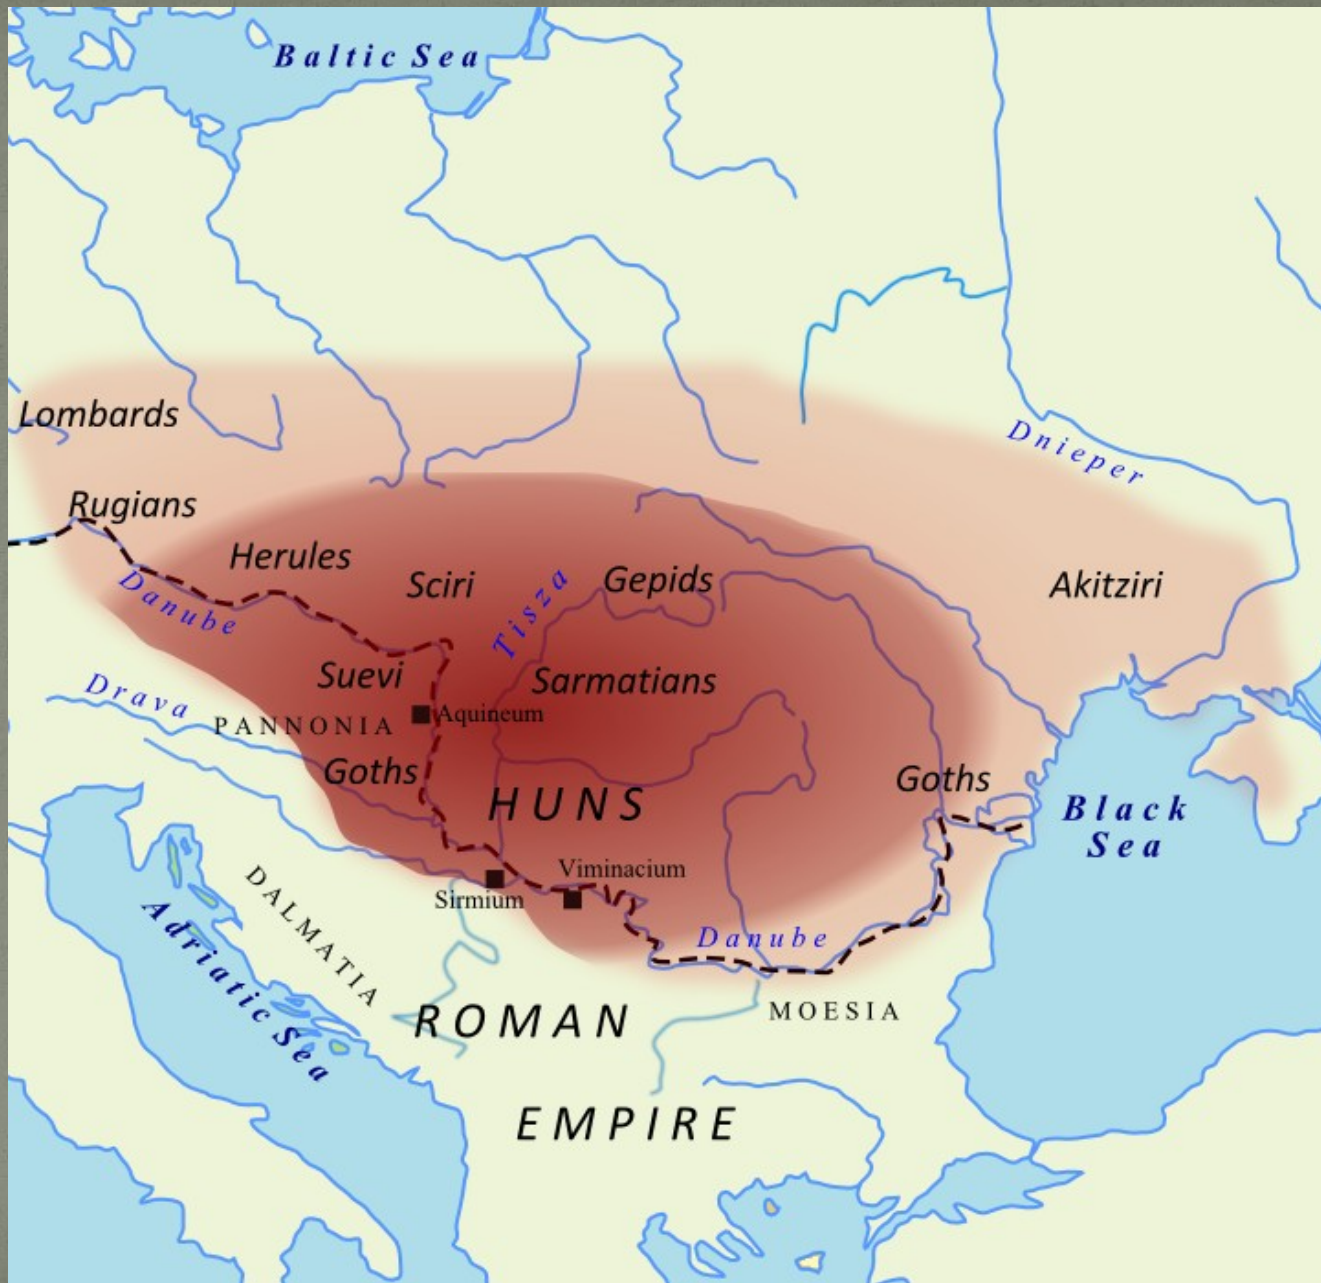 Baltic Sea
Lombards
Dnieper
Rugians
Herules
Danube
Sciri
Tisza
Gepids
Akitziri
Suevi
Sarmatians
Drava
PANNONIA
Aquineum
Goths
HUNS
Goths
Black
Sea
Viminacium
Sirmium
DALMATIA
Adriatic Sea
Danube
MOESIA
ROMAN
EMPIRE